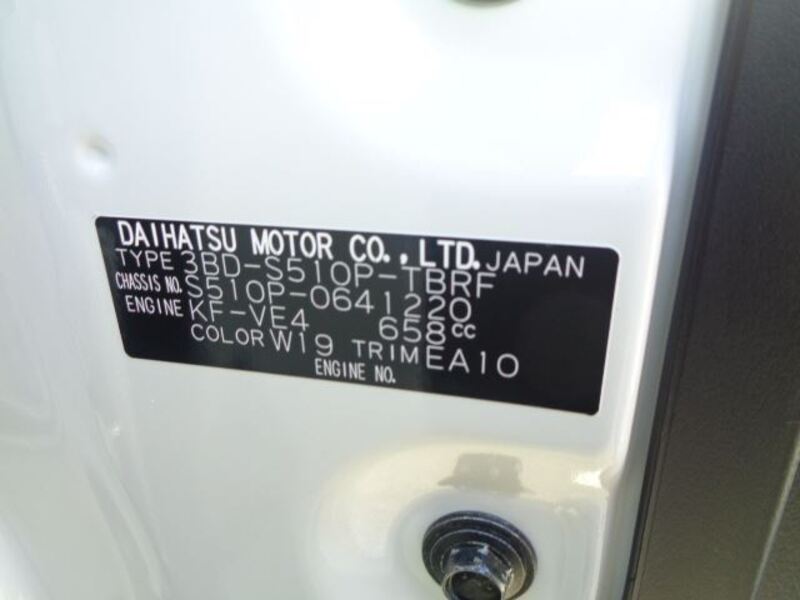 DAIHATSU MOTOR CO.,LTD. JAPAN
TYPE 3BD-S510P-TBRF
CHASSIS NO. S510P-0641220
ENGINE KF-VE4 658cc
COLOR W19 TRIM EA10
ENGINE NO.